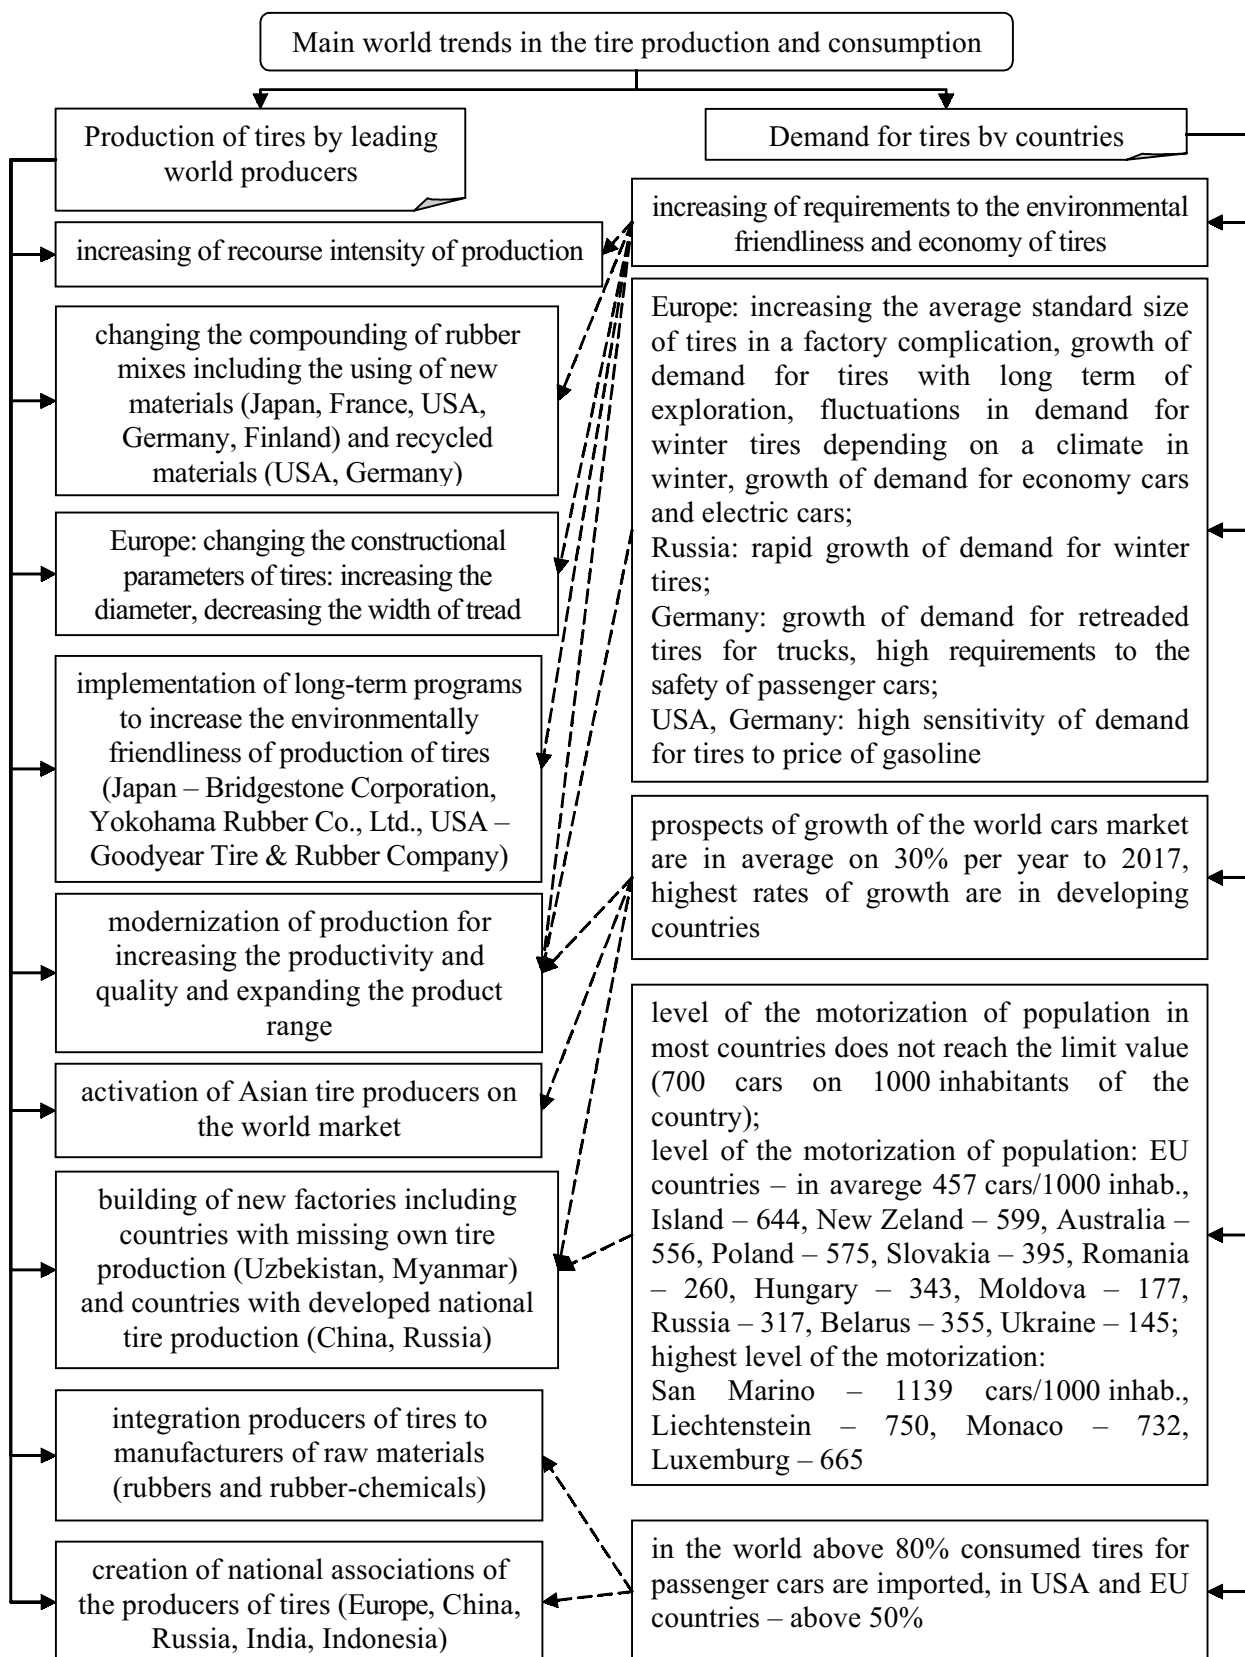 Main world trends in the tire production and consumption
Production of tires by leading
world producers
Demand for tires by countries
increasing of recourse intensity of production
changing the compounding of rubber
mixes including the using of new
materials (Japan, France, USA,
Germany, Finland) and recycled
materials (USA, Germany)
Europe: changing the constructional
parameters of tires: increasing the
diameter, decreasing the width of tread
implementation of long-term programs
to increase the environmentally
friendliness of production of tires
(Japan – Bridgestone Corporation,
Yokohama Rubber Co., Ltd., USA –
Goodyear Tire & Rubber Company)
modernization of production for
increasing the productivity and
quality and expanding the product
range
activation of Asian tire producers on
the world market
building of new factories including
countries with missing own tire
production (Uzbekistan, Myanmar)
and countries with developed national
tire production (China, Russia)
integration producers of tires to
manufacturers of raw materials
(rubbers and rubber-chemicals)
creation of national associations of
the producers of tires (Europe, China,
Russia, India, Indonesia)
increasing of requirements to the environmental
friendliness and economy of tires
Europe: increasing the average standard size
of tires in a factory complication, growth of
demand for tires with long term of
exploration, fluctuations in demand for
winter tires depending on a climate in
winter, growth of demand for economy cars
and electric cars;
Russia: rapid growth of demand for winter
tires;
Germany: growth of demand for retreaded
tires for trucks, high requirements to the
safety of passenger cars;
USA, Germany: high sensitivity of demand
for tires to price of gasoline
prospects of growth of the world cars market
are in average on 30% per year to 2017,
highest rates of growth are in developing
countries
level of the motorization of population in
most countries does not reach the limit value
(700 cars on 1000 inhabitants of the
country);
level of the motorization of population: EU
countries – in avarege 457 cars/1000 inhab.,
Island – 644, New Zeland – 599, Australia –
556, Poland – 575, Slovakia – 395, Romania
– 260, Hungary – 343, Moldova – 177,
Russia – 317, Belarus – 355, Ukraine – 145;
highest level of the motorization:
San Marino – 1139 cars/1000 inhab.,
Liechtenstein – 750, Monaco – 732,
Luxemburg – 665
in the world above 80% consumed tires for
passenger cars are imported, in USA and EU
countries – above 50%